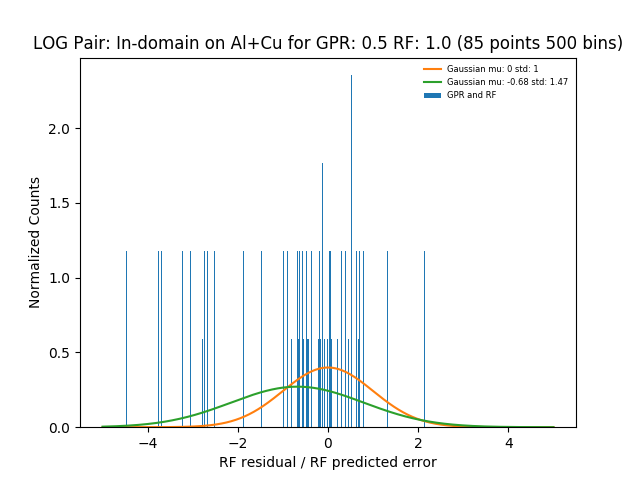 LOG Pair: In-domain on Al+Cu for GPR: 0.5 RF: 1.0 (85 points 500 bins)
Gaussian mu: 0 std: 1
Gaussian mu: -0.68 std: 1.47
GPR and RF
Normalized Counts
2.0
1.5
1.0
0.5
0.0
−4 −2 0 2 4
RF residual / RF predicted error